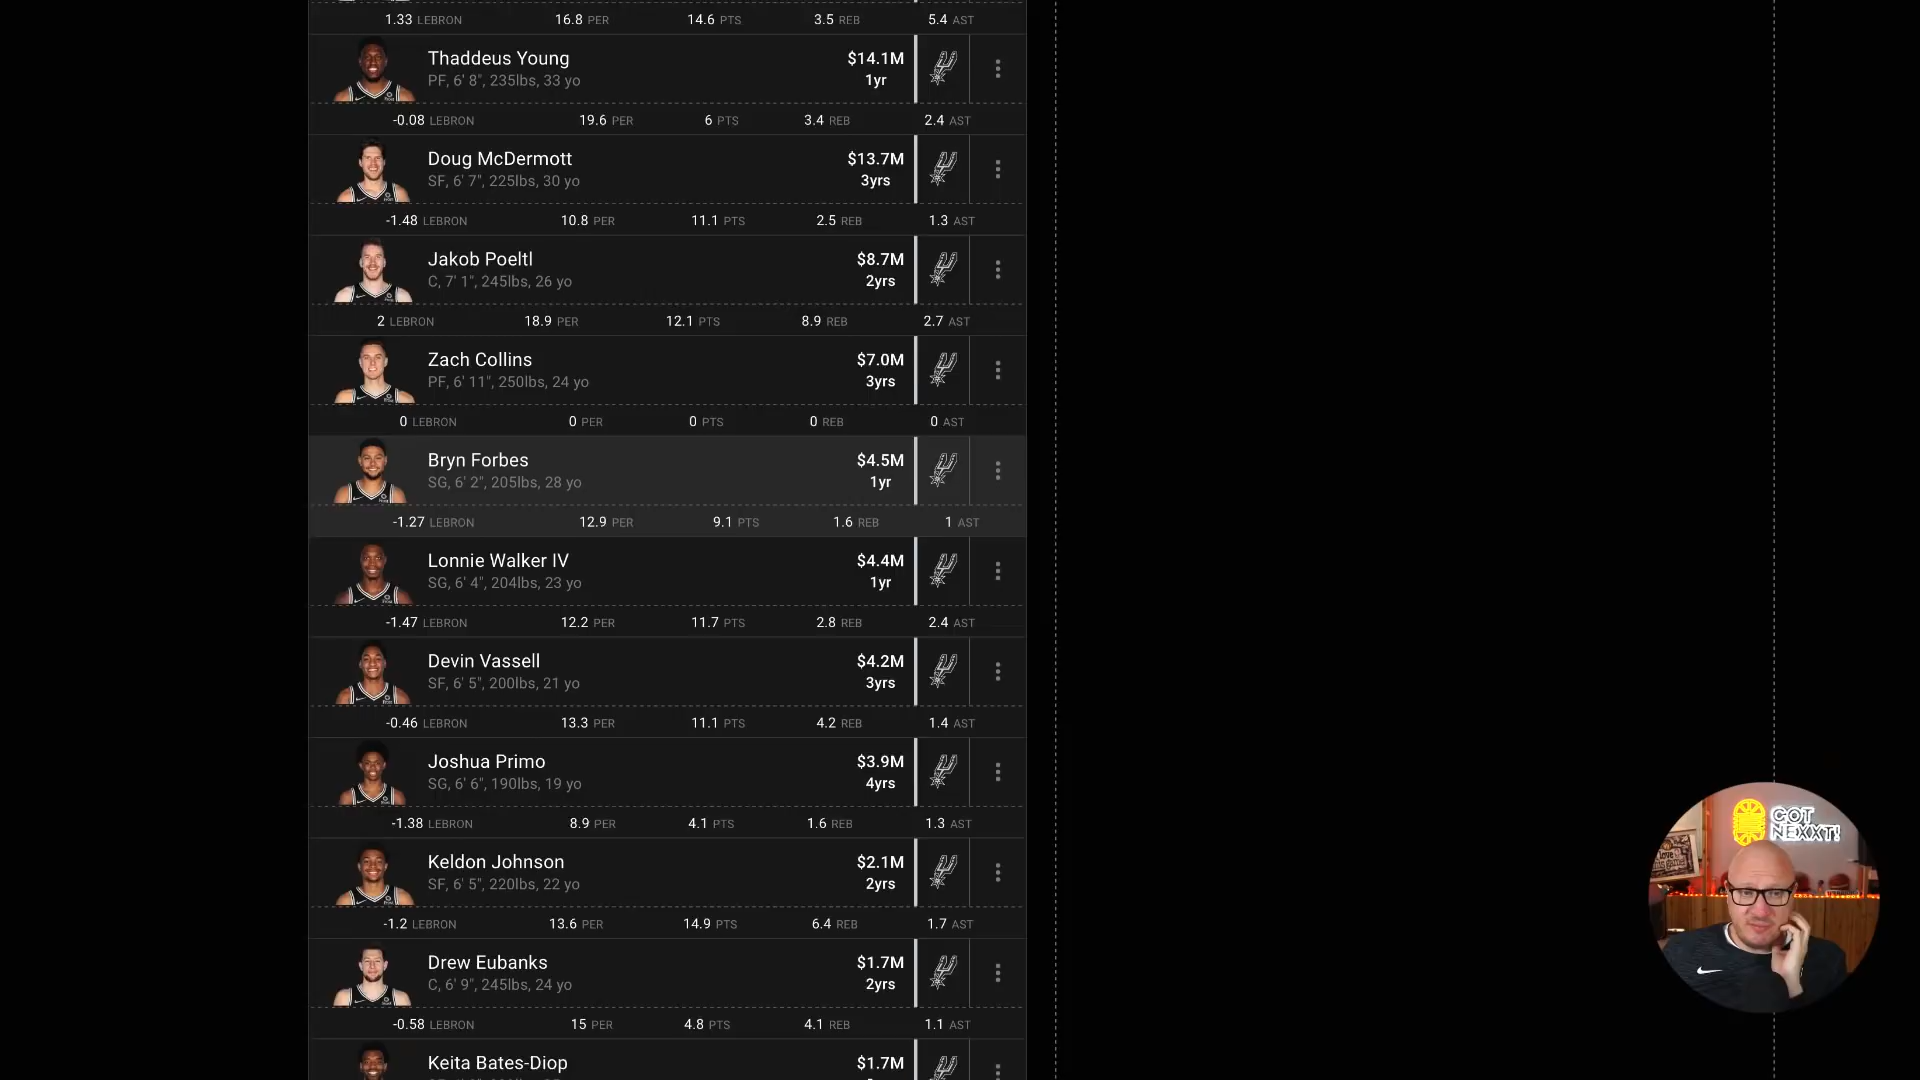 1.33 LEBRON 16.8 PER 14.6 PTS 3.5 REB 5.4 AST
Thaddeus Young $14.1M
PF, 6' 8", 235lbs, 33 yo 1yr
-0.08 LEBRON 19.6 PER 6 PTS 3.4 REB 2.4 AST
Doug McDermott $13.7M
SF, 6' 7", 225lbs, 30 yo 3yrs
-1.48 LEBRON 10.8 PER 11.1 PTS 2.5 REB 1.3 AST
Jakob Poeltl $8.7M
C, 7' 1", 245lbs, 26 yo 2yrs
2 LEBRON 18.9 PER 12.1 PTS 8.9 REB 2.7 AST
Zach Collins $7.0M
PF, 6' 11", 250lbs, 24 yo 3yrs
0 LEBRON 0 PER 0 PTS 0 REB 0 AST
Bryn Forbes $4.5M
SG, 6' 2", 205lbs, 28 yo 1yr
-1.27 LEBRON 12.9 PER 9.1 PTS 1.6 REB 1 AST
Lonnie Walker IV $4.4M
SG, 6' 4", 204lbs, 23 yo 1yr
-1.47 LEBRON 12.2 PER 11.7 PTS 2.8 REB 2.4 AST
Devin Vassell $4.2M
SF, 6' 5", 200lbs, 21 yo 3yrs
-0.46 LEBRON 13.3 PER 11.1 PTS 4.2 REB 1.4 AST
Joshua Primo $3.9M
SG, 6' 6", 190lbs, 19 yo 4yrs
-1.38 LEBRON 8.9 PER 4.1 PTS 1.6 REB 1.3 AST
Keldon Johnson $2.1M
SF, 6' 5", 220lbs, 22 yo 2yrs
-1.2 LEBRON 13.6 PER 14.9 PTS 6.4 REB 1.7 AST
Drew Eubanks $1.7M
C, 6' 9", 245lbs, 24 yo 2yrs
-0.58 LEBRON 15 PER 4.8 PTS 4.1 REB 1.1 AST
Keita Bates-Diop $1.7M
GOT
NEXXT!